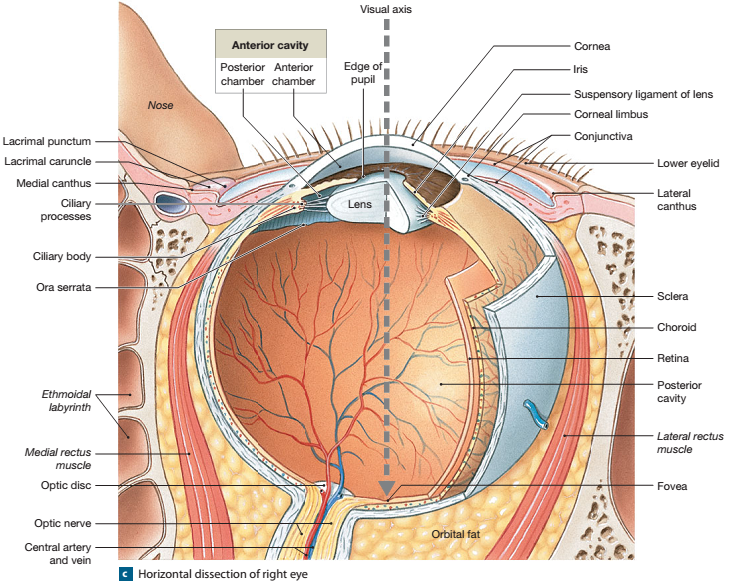 Visual axis
Anterior cavity
Posterior chamber
Anterior chamber
Edge of
pupil
Nose
Lens
Lacrimal punctum
Lacrimal caruncle
Medial canthus
Ciliary
processes
Ciliary body
Ora serrata
Ethmoidal
labyrinth
Medial rectus
muscle
Optic disc
Optic nerve
Central artery
and vein
Cornea
Iris
Suspensory ligament of lens
Corneal limbus
Conjunctiva
Lower eyelid
Lateral
canthus
Sclera
Choroid
Retina
Posterior
cavity
Lateral rectus
muscle
Fovea
Orbital fat
c Horizontal dissection of right eye